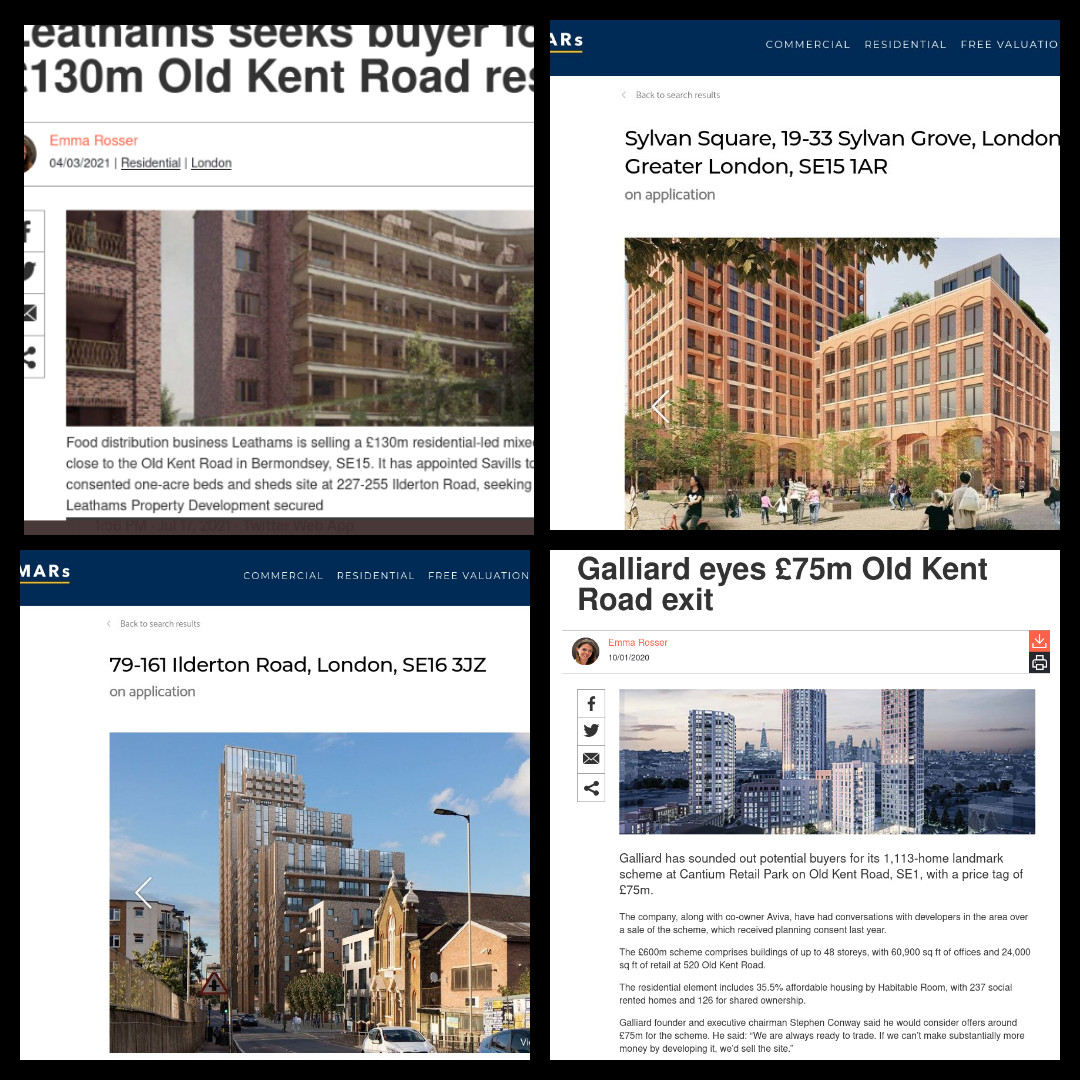 Leathams seeks buyer fo
£130m Old Kent Road res
Emma Rosser
04/03/2021 | Residential | London
Food distribution business Leathams is selling a £130m residential-led mixe
close to the Old Kent Road in Bermondsey, SE15. It has appointed Savills to
consented one-acre beds and sheds site at 227-255 Ilderton Road, seeking
Leathams Property Development secured
1:56 PM · Jul 17, 2021 · Twitter Web App
ARs
COMMERCIAL RESIDENTIAL FREE VALUATIO
Back to search results
Sylvan Square, 19-33 Sylvan Grove, London
Greater London, SE15 1AR
on application
MARs
COMMERCIAL RESIDENTIAL FREE VALUATION
Back to search results
79-161 Ilderton Road, London, SE16 3JZ
on application
Vi
Galliard eyes £75m Old Kent
Road exit
Emma Rosser
10/01/2020
Galliard has sounded out potential buyers for its 1,113-home landmark
scheme at Cantium Retail Park on Old Kent Road, SE1, with a price tag of
£75m.
The company, along with co-owner Aviva, have had conversations with developers in the area over
a sale of the scheme, which received planning consent last year.
The £600m scheme comprises buildings of up to 48 storeys, with 60,900 sq ft of offices and 24,000
sq ft of retail at 520 Old Kent Road.
The residential element includes 35.5% affordable housing by Habitable Room, with 237 social
rented homes and 126 for shared ownership.
Galliard founder and executive chairman Stephen Conway said he would consider offers around
£75m for the scheme. He said: “We are always ready to trade. If we can’t make substantially more
money by developing it, we’d sell the site.”